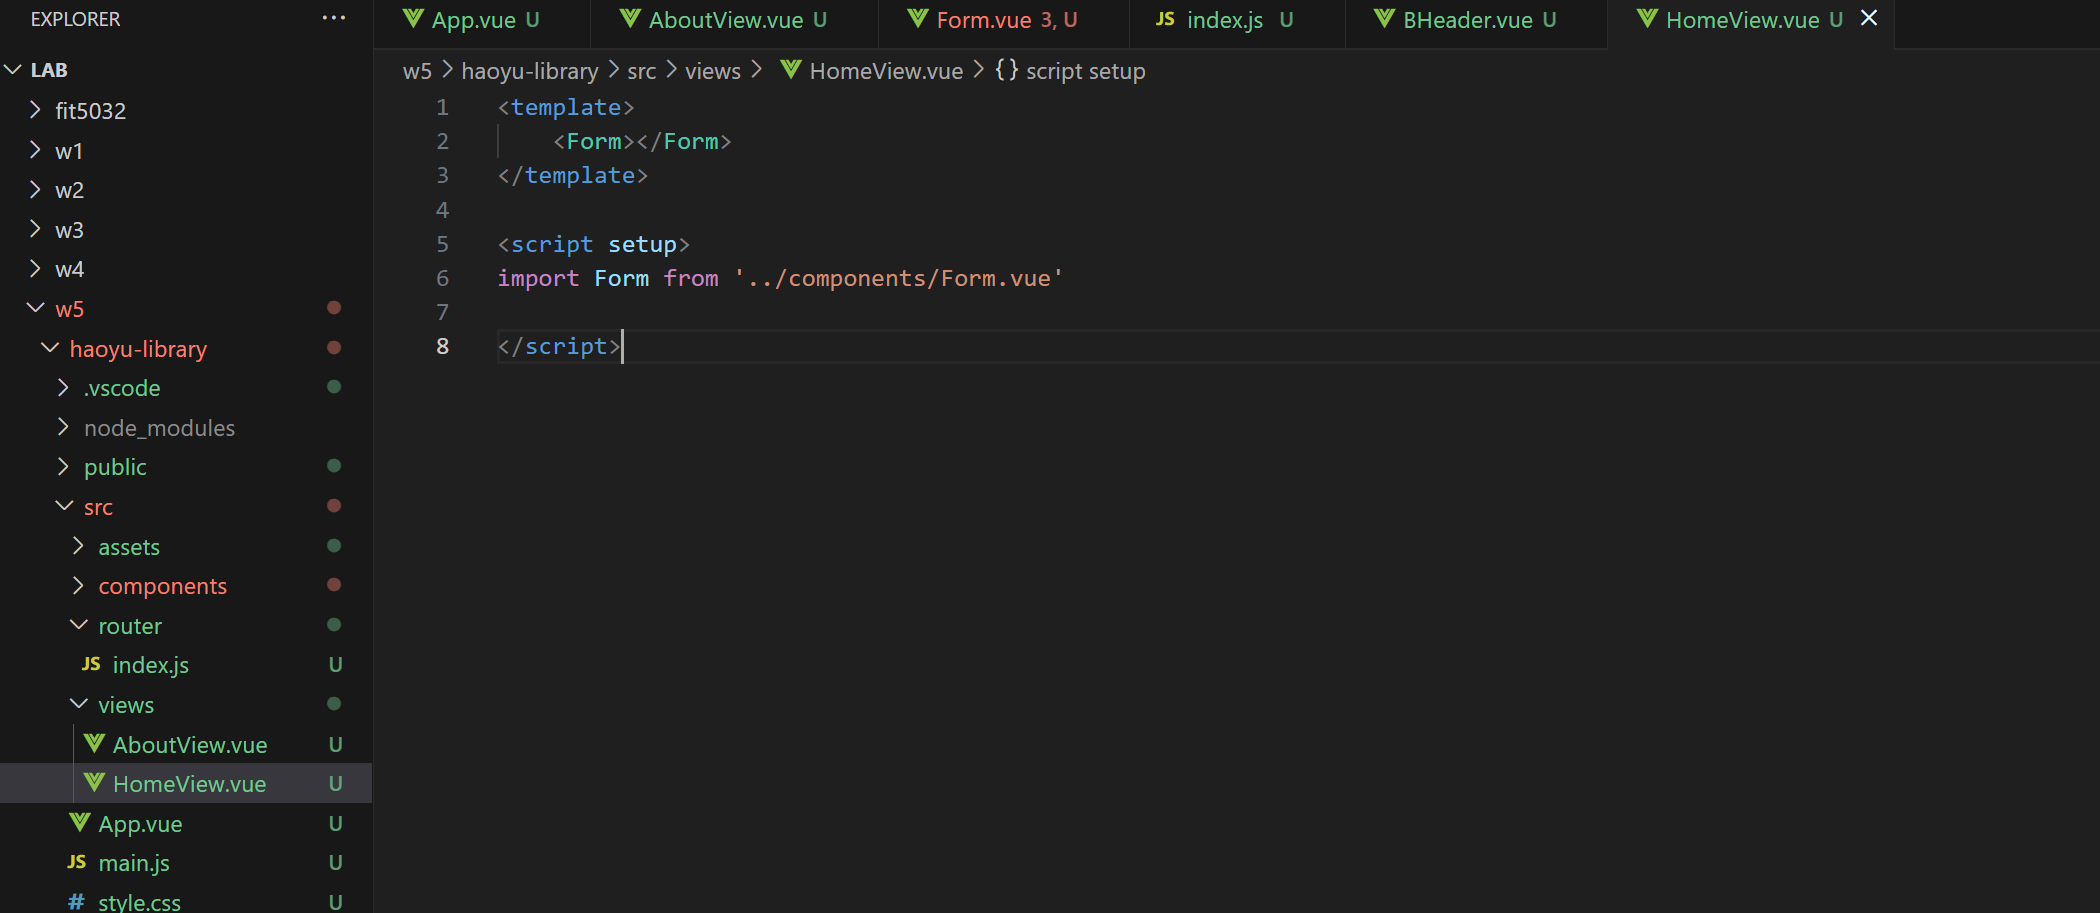 EXPLORER ···
LAB
fit5032
w1
w2
w3
w4
w5
haoyu-library
.vscode
node_modules
public
src
assets
components
router
JS index.js U
views
AboutView.vue U
HomeView.vue U
App.vue U
JS main.js U
# style.css U
App.vue U AboutView.vue U Form.vue 3, U JS index.js U BHeader.vue U HomeView.vue U
w5 > haoyu-library > src > views > HomeView.vue > {} script setup
1 <template>
2 <Form></Form>
3 </template>
4
5 <script setup>
6 import Form from '../components/Form.vue'
7
8 </script>